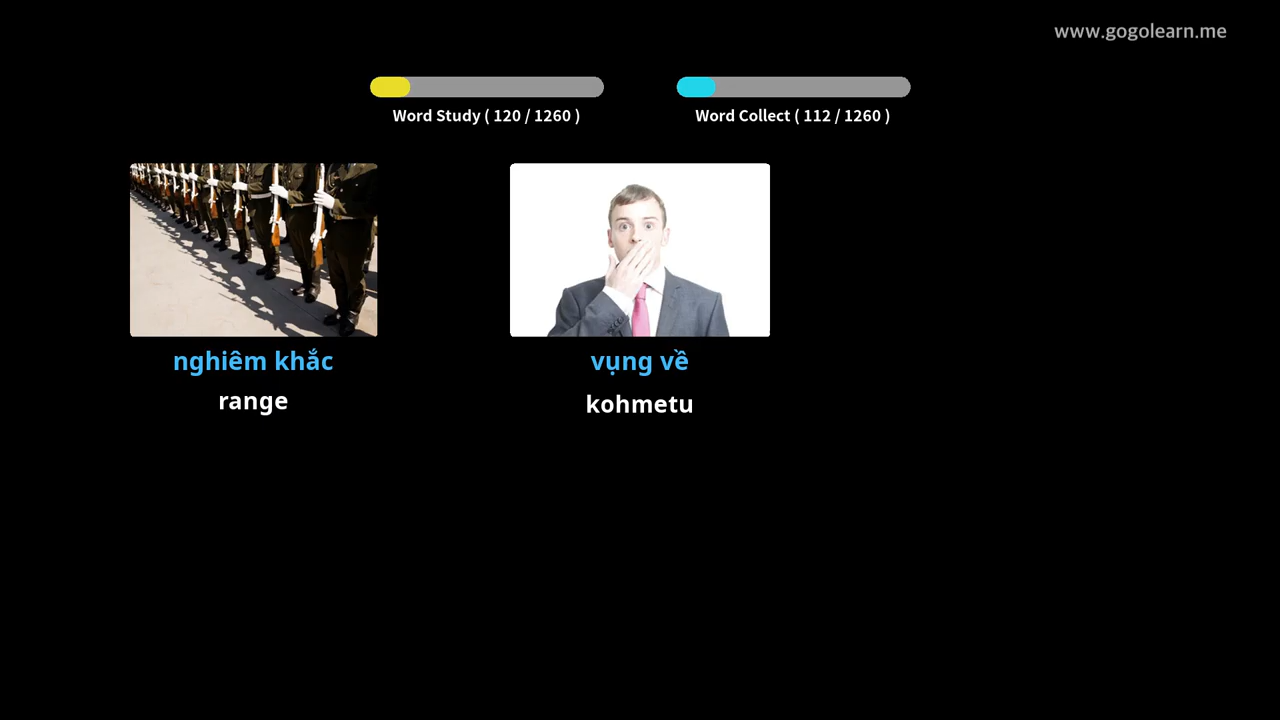 www.gogolearn.me
Word Study ( 120 / 1260 )
Word Collect ( 112 / 1260 )
nghiêm khắc
range
vụng về
kohmetu